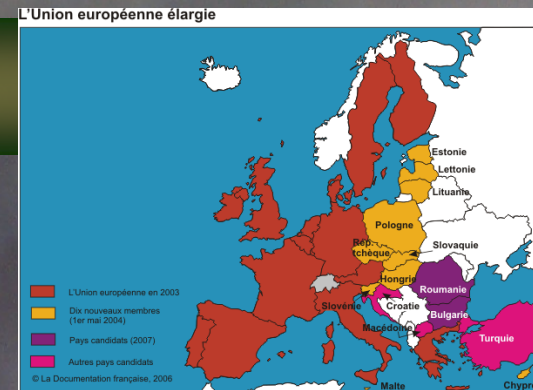 L'Union européenne élargie
Estonie
Lettonie
Lituanie
Pologne
Rép.
tchèque
Slovaquie
Hongrie
Roumanie
Slovénie
Croatie
Bulgarie
Macédoine
Turquie
Malte
Chypr
L'Union européenne en 2003
Dix nouveaux membres
(1er mai 2004)
Pays candidats (2007)
Autres pays candidats
© La Documentation française, 2006